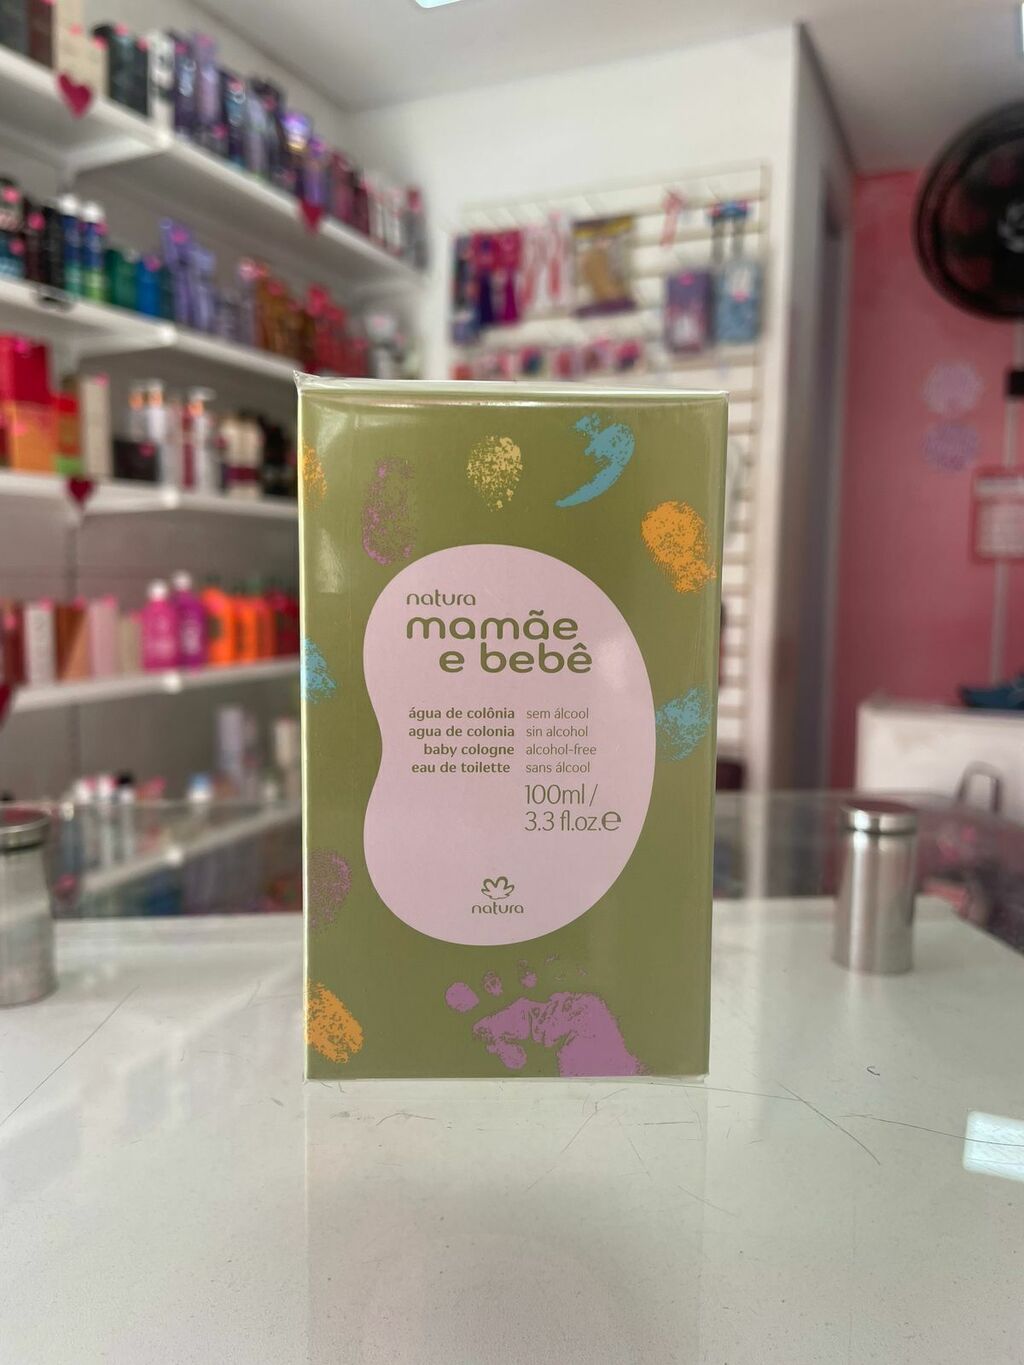 natura
mamãe
e bebê
água de colônia sem álcool
agua de colonia sin alcohol
baby cologne alcohol-free
eau de toilette sans álcool
100ml /
3.3 fl.oz.e
natura